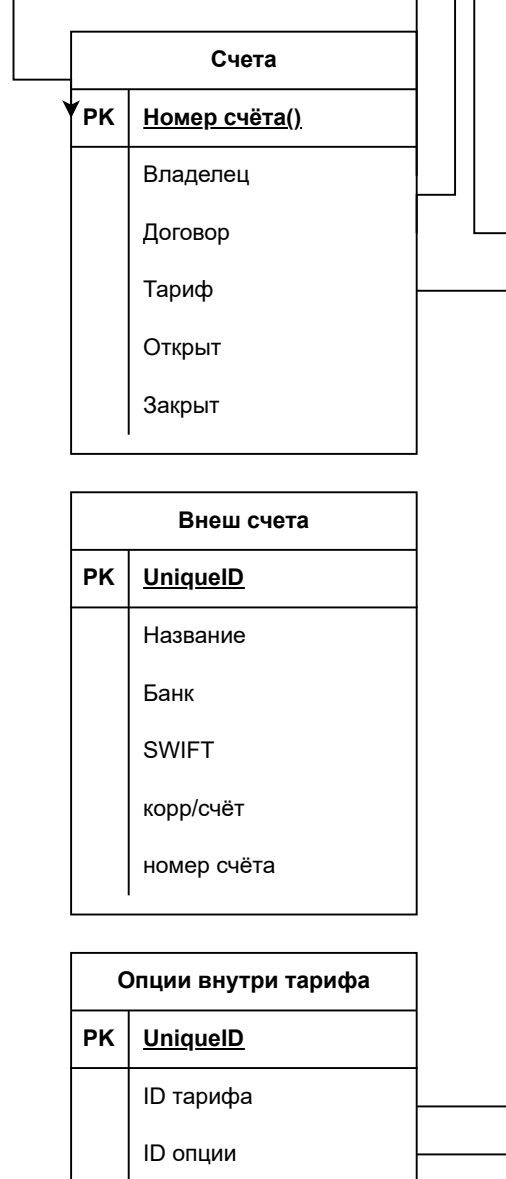 Счета
PK Номер счёта()
Владелец
Договор
Тариф
Открыт
Закрыт
Внеш счета
PK UniqueID
Название
Банк
SWIFT
корр/счёт
номер счёта
Опции внутри тарифа
PK UniqueID
ID тарифа
ID опции